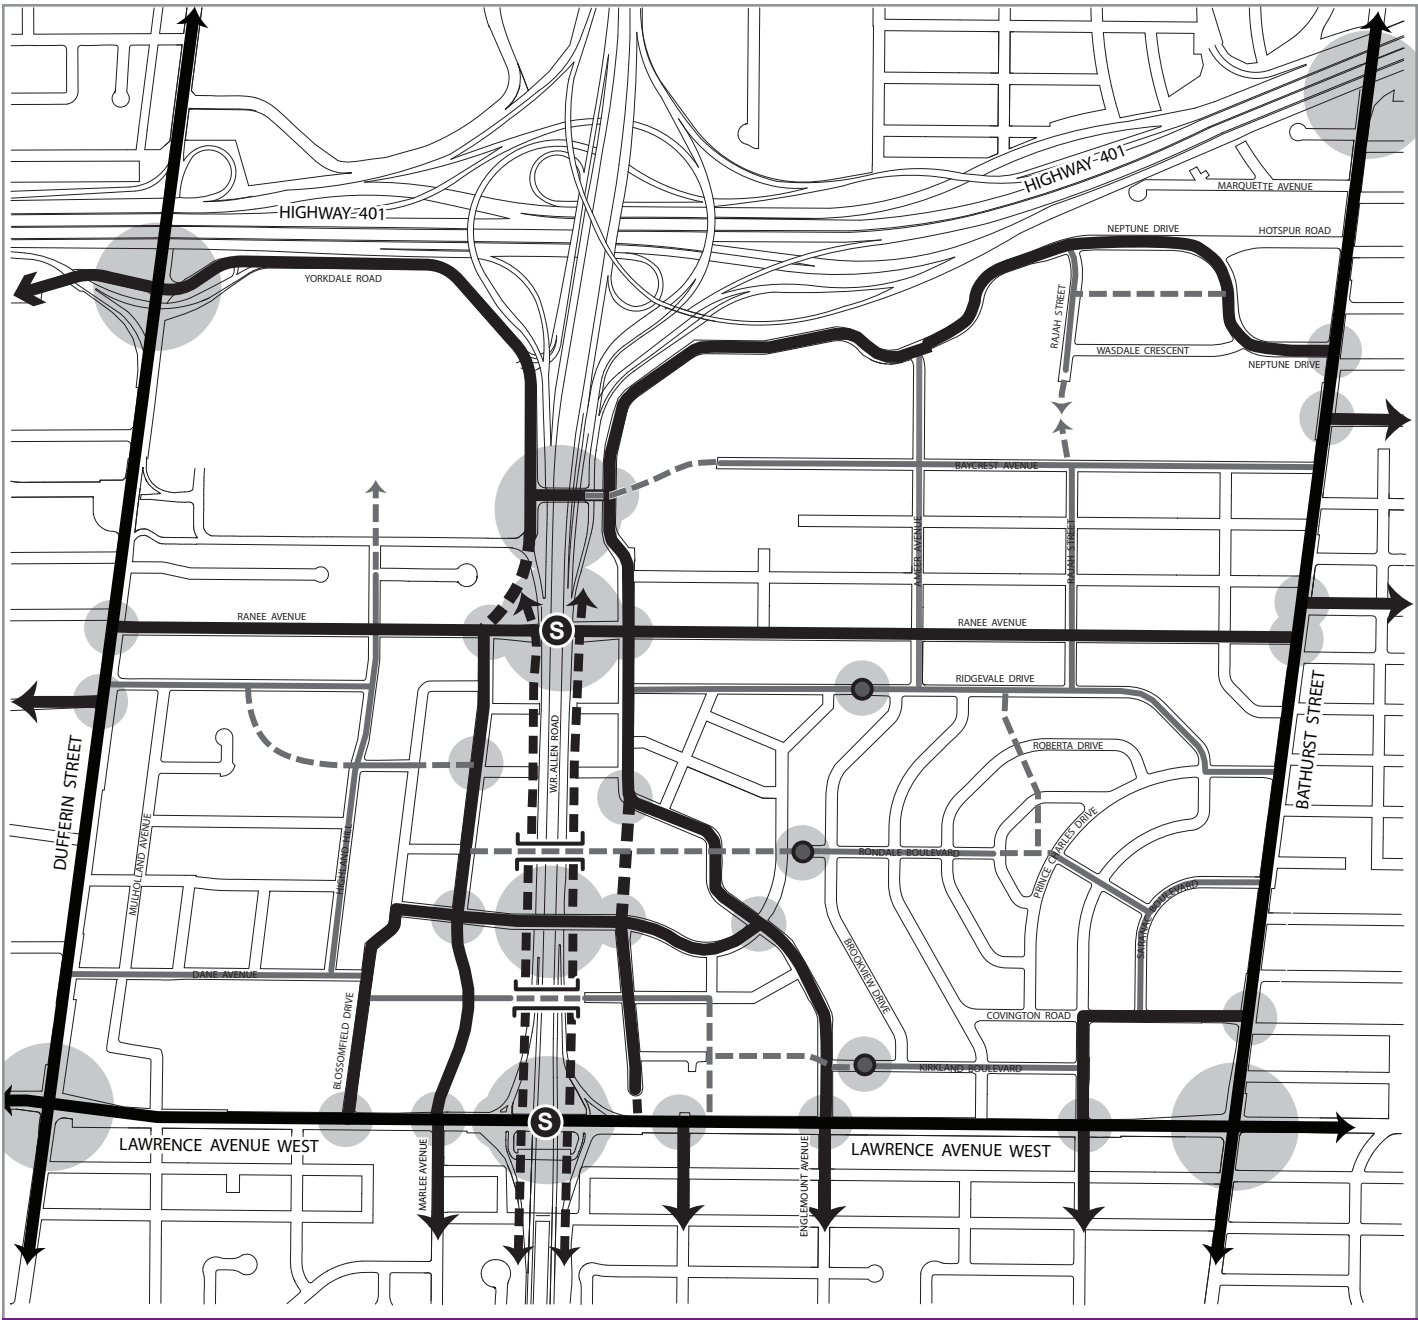 HIGHWAY 401
MARQUETTE AVENUE
HIGHWAY 401
NEPTUNE DRIVE
HOTSPUR ROAD
YORKDALE ROAD
RAJAH STREET
WASDALE CRESCENT
NEPTUNE DRIVE
BAYCREST AVENUE
AMEER AVENUE
RAJAH STREET
RANEE AVENUE
S
RANEE AVENUE
RIDGEVALE DRIVE
BATHURST STREET
W.R. ALLEN ROAD
ROBERTA DRIVE
DUFFERIN STREET
MULHOLLAND AVENUE
HIGHLAND HILL
RONDALE BOULEVARD
PRINCE CHARLES DRIVE
SARANAC BOULEVARD
BROOKVIEW DRIVE
DANE AVENUE
BLOSSOMFIELD DRIVE
COVINGTON ROAD
KIRKLAND BOULEVARD
S
LAWRENCE AVENUE WEST
MARLEE AVENUE
ENGLEMOUNT AVENUE
LAWRENCE AVENUE WEST